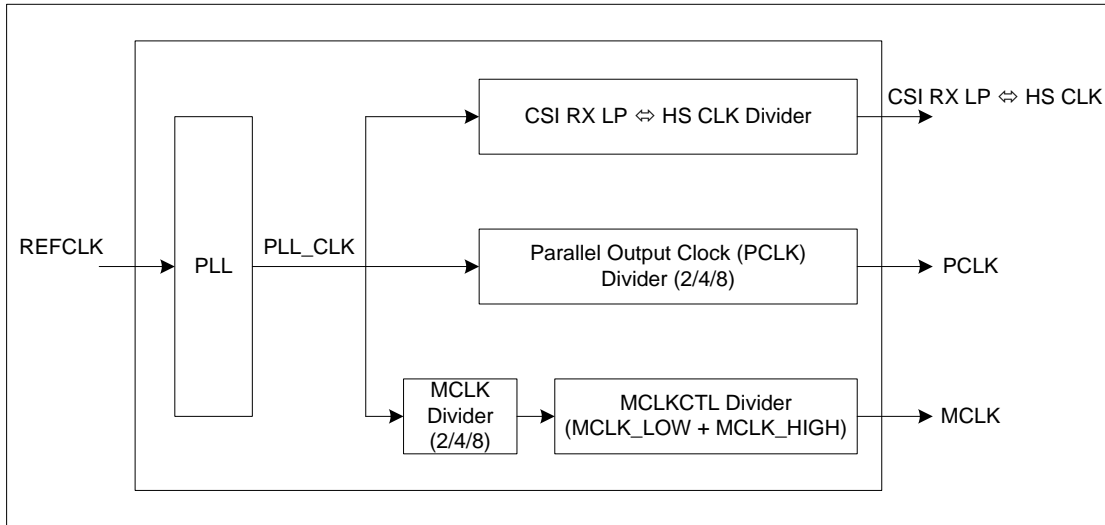 CSI RX LP ⇔ HS CLK Divider
CSI RX LP ⇔ HS CLK
REFCLK
PLL
PLL_CLK
Parallel Output Clock (PCLK)
Divider (2/4/8)
PCLK
MCLK
Divider
(2/4/8)
MCLKCTL Divider
(MCLK_LOW + MCLK_HIGH)
MCLK